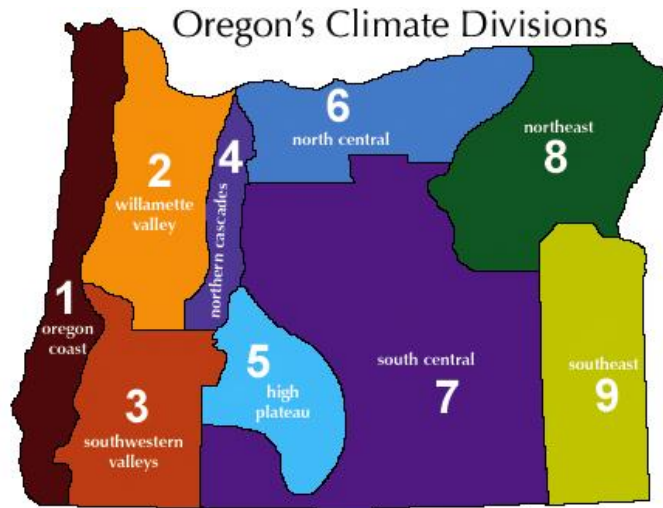 Oregon's Climate Divisions
1
oregon
coast
2
willamette
valley
3
southwestern
valleys
4
northern cascades
5
high
plateau
6
north central
south central
7
northeast
8
southeast
9